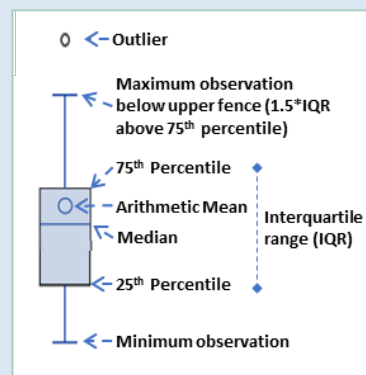 Outlier
Maximum observation
below upper fence (1.5*IQR
above 75th percentile)
75th Percentile
Arithmetic Mean
Median
Interquartile
range (IQR)
25th Percentile
Minimum observation